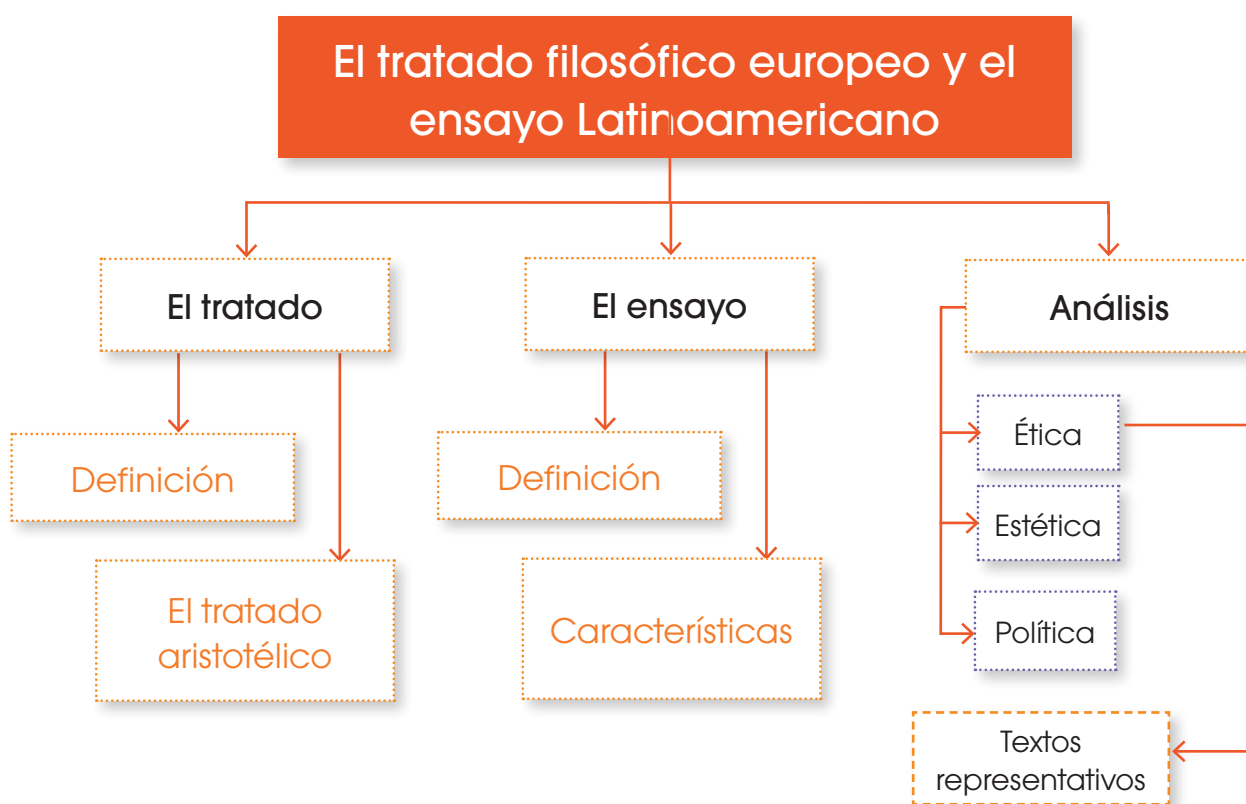 El tratado filosófico europeo y el
ensayo Latinoamericano
El tratado
El ensayo
Análisis
Definición
Definición
Ética
Estética
El tratado
aristotélico
Características
Política
Textos
representativos